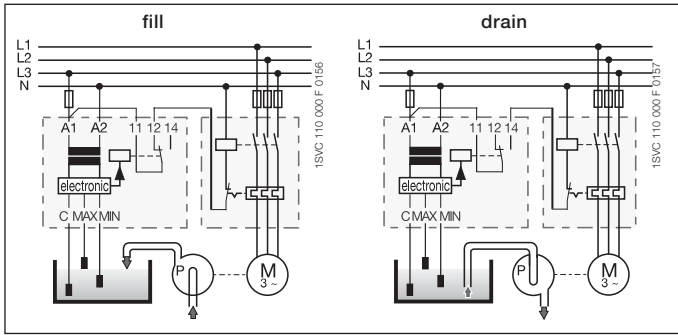 fill
L1
L2
L3
N
A1 A2 11 12 14
electronic
C MAX MIN
P
M
3 ~
1SVC 110 000 F 0156
drain
L1
L2
L3
N
A1 A2 11 12 14
electronic
C MAX MIN
P
M
3 ~
1SVC 110 000 F 0157